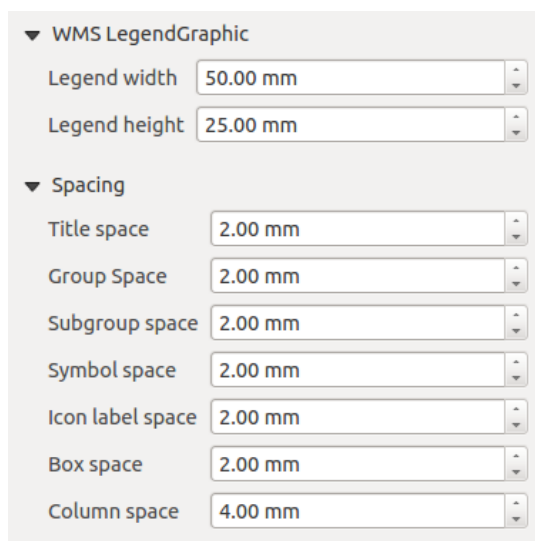 WMS LegendGraphic
Legend width 50.00 mm
Legend height 25.00 mm
Spacing
Title space 2.00 mm
Group Space 2.00 mm
Subgroup space 2.00 mm
Symbol space 2.00 mm
Icon label space 2.00 mm
Box space 2.00 mm
Column space 4.00 mm